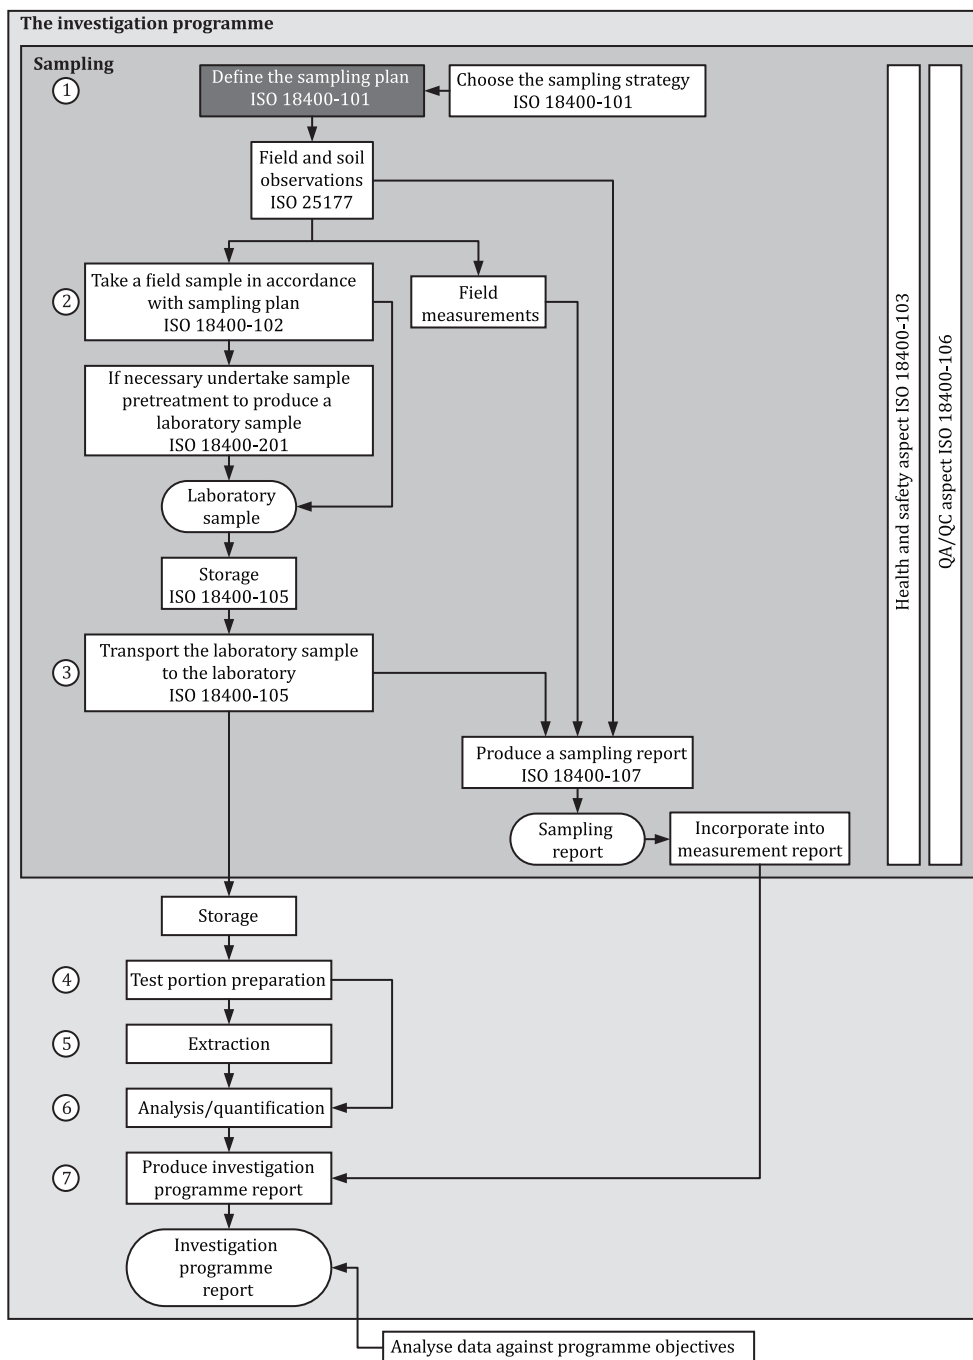 The investigation programme
Sampling
1
Define the sampling plan
ISO 18400-101
Choose the sampling strategy
ISO 18400-101
Field and soil
observations
ISO 25177
2
Take a field sample in accordance
with sampling plan
ISO 18400-102
Field
measurements
If necessary undertake sample
pretreatment to produce a
laboratory sample
ISO 18400-201
Laboratory
sample
Storage
ISO 18400-105
3
Transport the laboratory sample
to the laboratory
ISO 18400-105
Produce a sampling report
ISO 18400-107
Sampling
report
Incorporate into
measurement report
Health and safety aspect ISO 18400-103
QA/QC aspect ISO 18400-106
Storage
4
Test portion preparation
5
Extraction
6
Analysis/quantification
7
Produce investigation
programme report
Investigation
programme
report
Analyse data against programme objectives